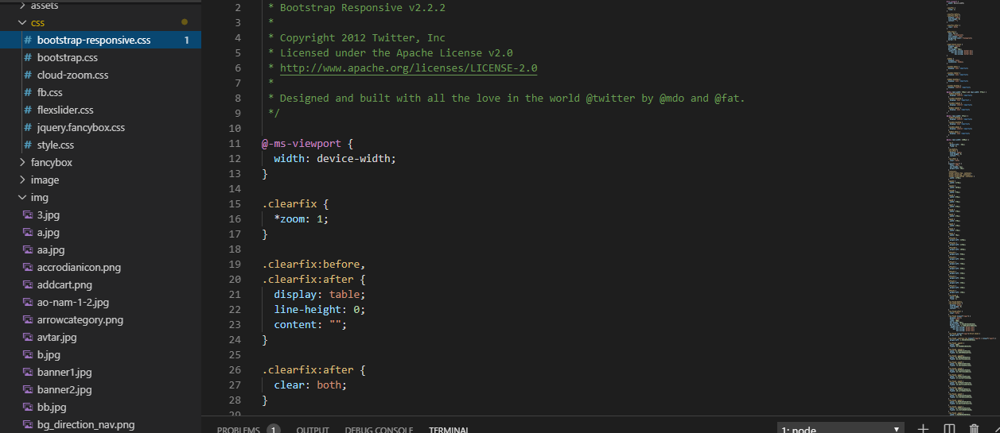 assets
css
bootstrap-responsive.css 1
bootstrap.css
cloud-zoom.css
fb.css
flexslider.css
jquery.fancybox.css
style.css
fancybox
image
img
3.jpg
a.jpg
aa.jpg
accrodianicon.png
addcart.png
ao-nam-1-2.jpg
arrowcategory.png
avtar.jpg
b.jpg
banner1.jpg
banner2.jpg
bb.jpg
bg_direction_nav.png
2 * Bootstrap Responsive v2.2.2
3 *
4 * Copyright 2012 Twitter, Inc
5 * Licensed under the Apache License v2.0
6 * http://www.apache.org/licenses/LICENSE-2.0
7 *
8 * Designed and built with all the love in the world @twitter by @mdo and @fat.
9 */
10
11 @-ms-viewport {
12 width: device-width;
13 }
14
15 .clearfix {
16 *zoom: 1;
17 }
18
19 .clearfix:before,
20 .clearfix:after {
21 display: table;
22 line-height: 0;
23 content: "";
24 }
25
26 .clearfix:after {
27 clear: both;
28 }
29
PROBLEMS 1 OUTPUT DEBUG CONSOLE TERMINAL 1: node